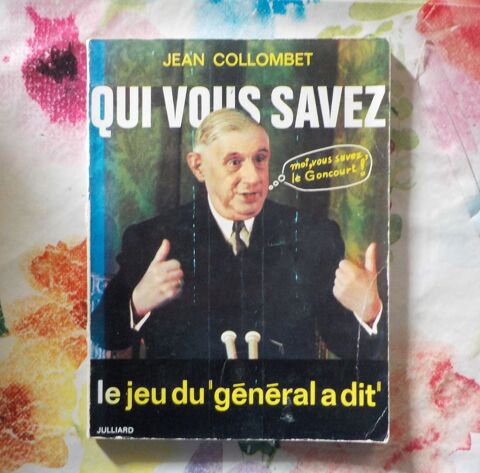 JEAN COLLOMBET
QUI VOUS SAVEZ
moi, vous savez,
le Goncourt!
le jeu du 'général a dit'
JULLIARD